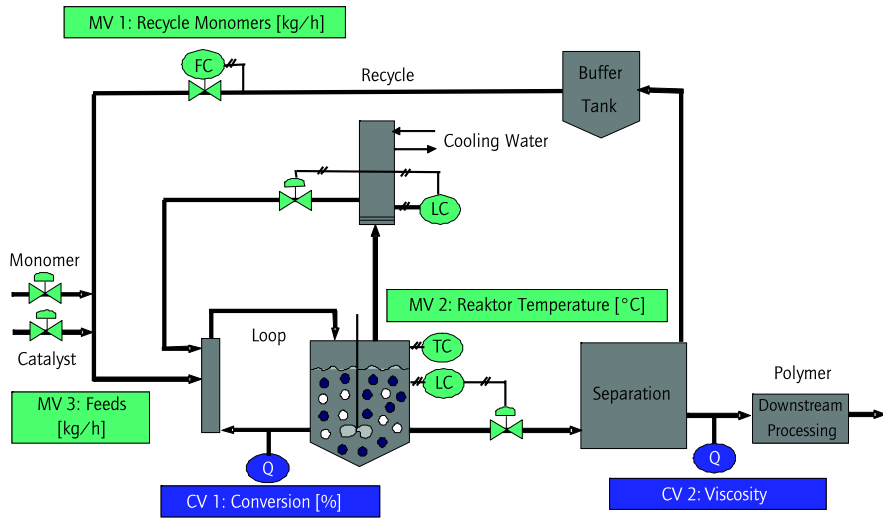 MV 1: Recycle Monomers [kg/h]
FC
Recycle
Buffer
Tank
Cooling Water
LC
Monomer
Catalyst
MV 2: Reaktor Temperature [°C]
Loop
TC
LC
MV 3: Feeds
[kg/h]
Separation
Polymer
Downstream
Processing
Q
Q
CV 1: Conversion [%]
CV 2: Viscosity